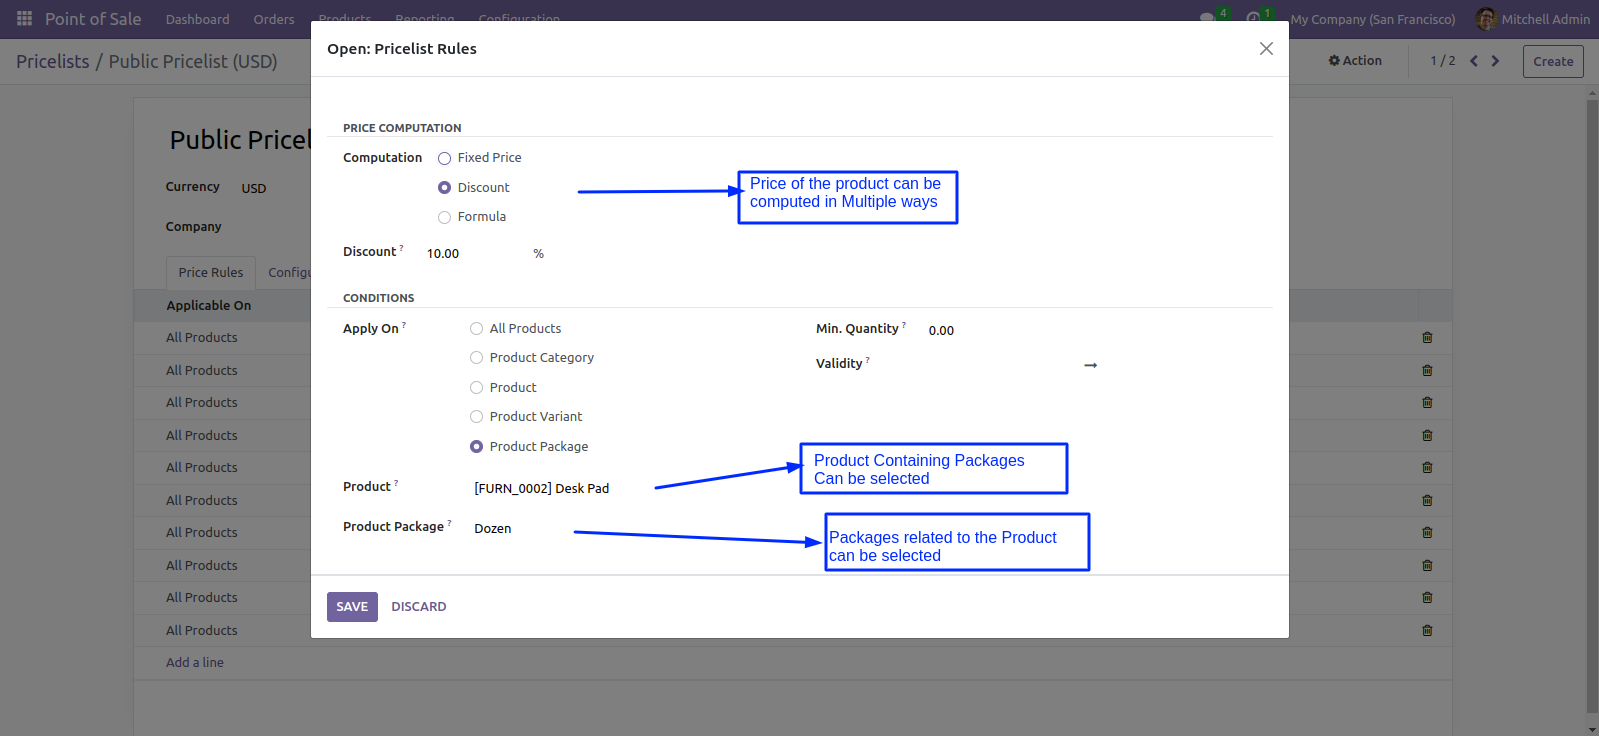 Point of Sale Dashboard Orders Products Reporting Configuration 4 1 My Company (San Francisco) Mitchell Admin
Open: Pricelist Rules
Pricelists / Public Pricelist (USD) Action 1 / 2 Create
PRICE COMPUTATION
Public Pricel
Computation Fixed Price
Currency USD
Discount
Price of the product can be
computed in Multiple ways
Formula
Company
Discount ? 10.00 %
Price Rules Configu
CONDITIONS
Applicable On
Apply On ? All Products Min. Quantity ? 0.00
All Products
Product Category
Validity ?
All Products
Product
All Products
Product Variant
All Products
Product Package
Product Containing Packages
Can be selected
All Products
Product ? [FURN_0002] Desk Pad
All Products
Product Package ? Dozen
All Products
Packages related to the Product
can be selected
All Products
All Products
SAVE DISCARD
All Products
Add a line